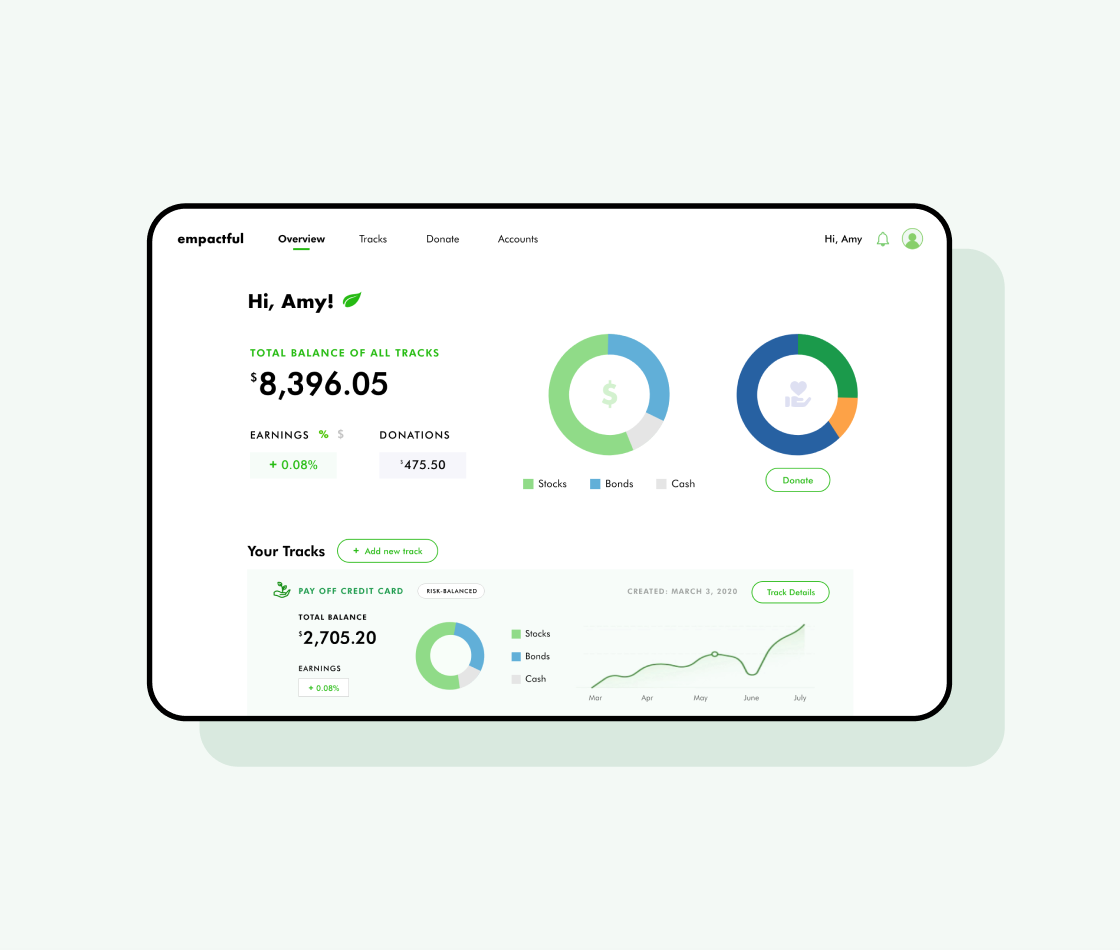 empactful Overview Tracks Donate Accounts Hi, Amy
Hi, Amy!
TOTAL BALANCE OF ALL TRACKS
$8,396.05
EARNINGS % $ DONATIONS
+ 0.08% $475.50
$
Stocks Bonds Cash
Donate
Your Tracks + Add new track
PAY OFF CREDIT CARD RISK-BALANCED CREATED: MARCH 3, 2020 Track Details
TOTAL BALANCE
$2,705.20
EARNINGS
+ 0.08%
Stocks
Bonds
Cash
Mar Apr May June July